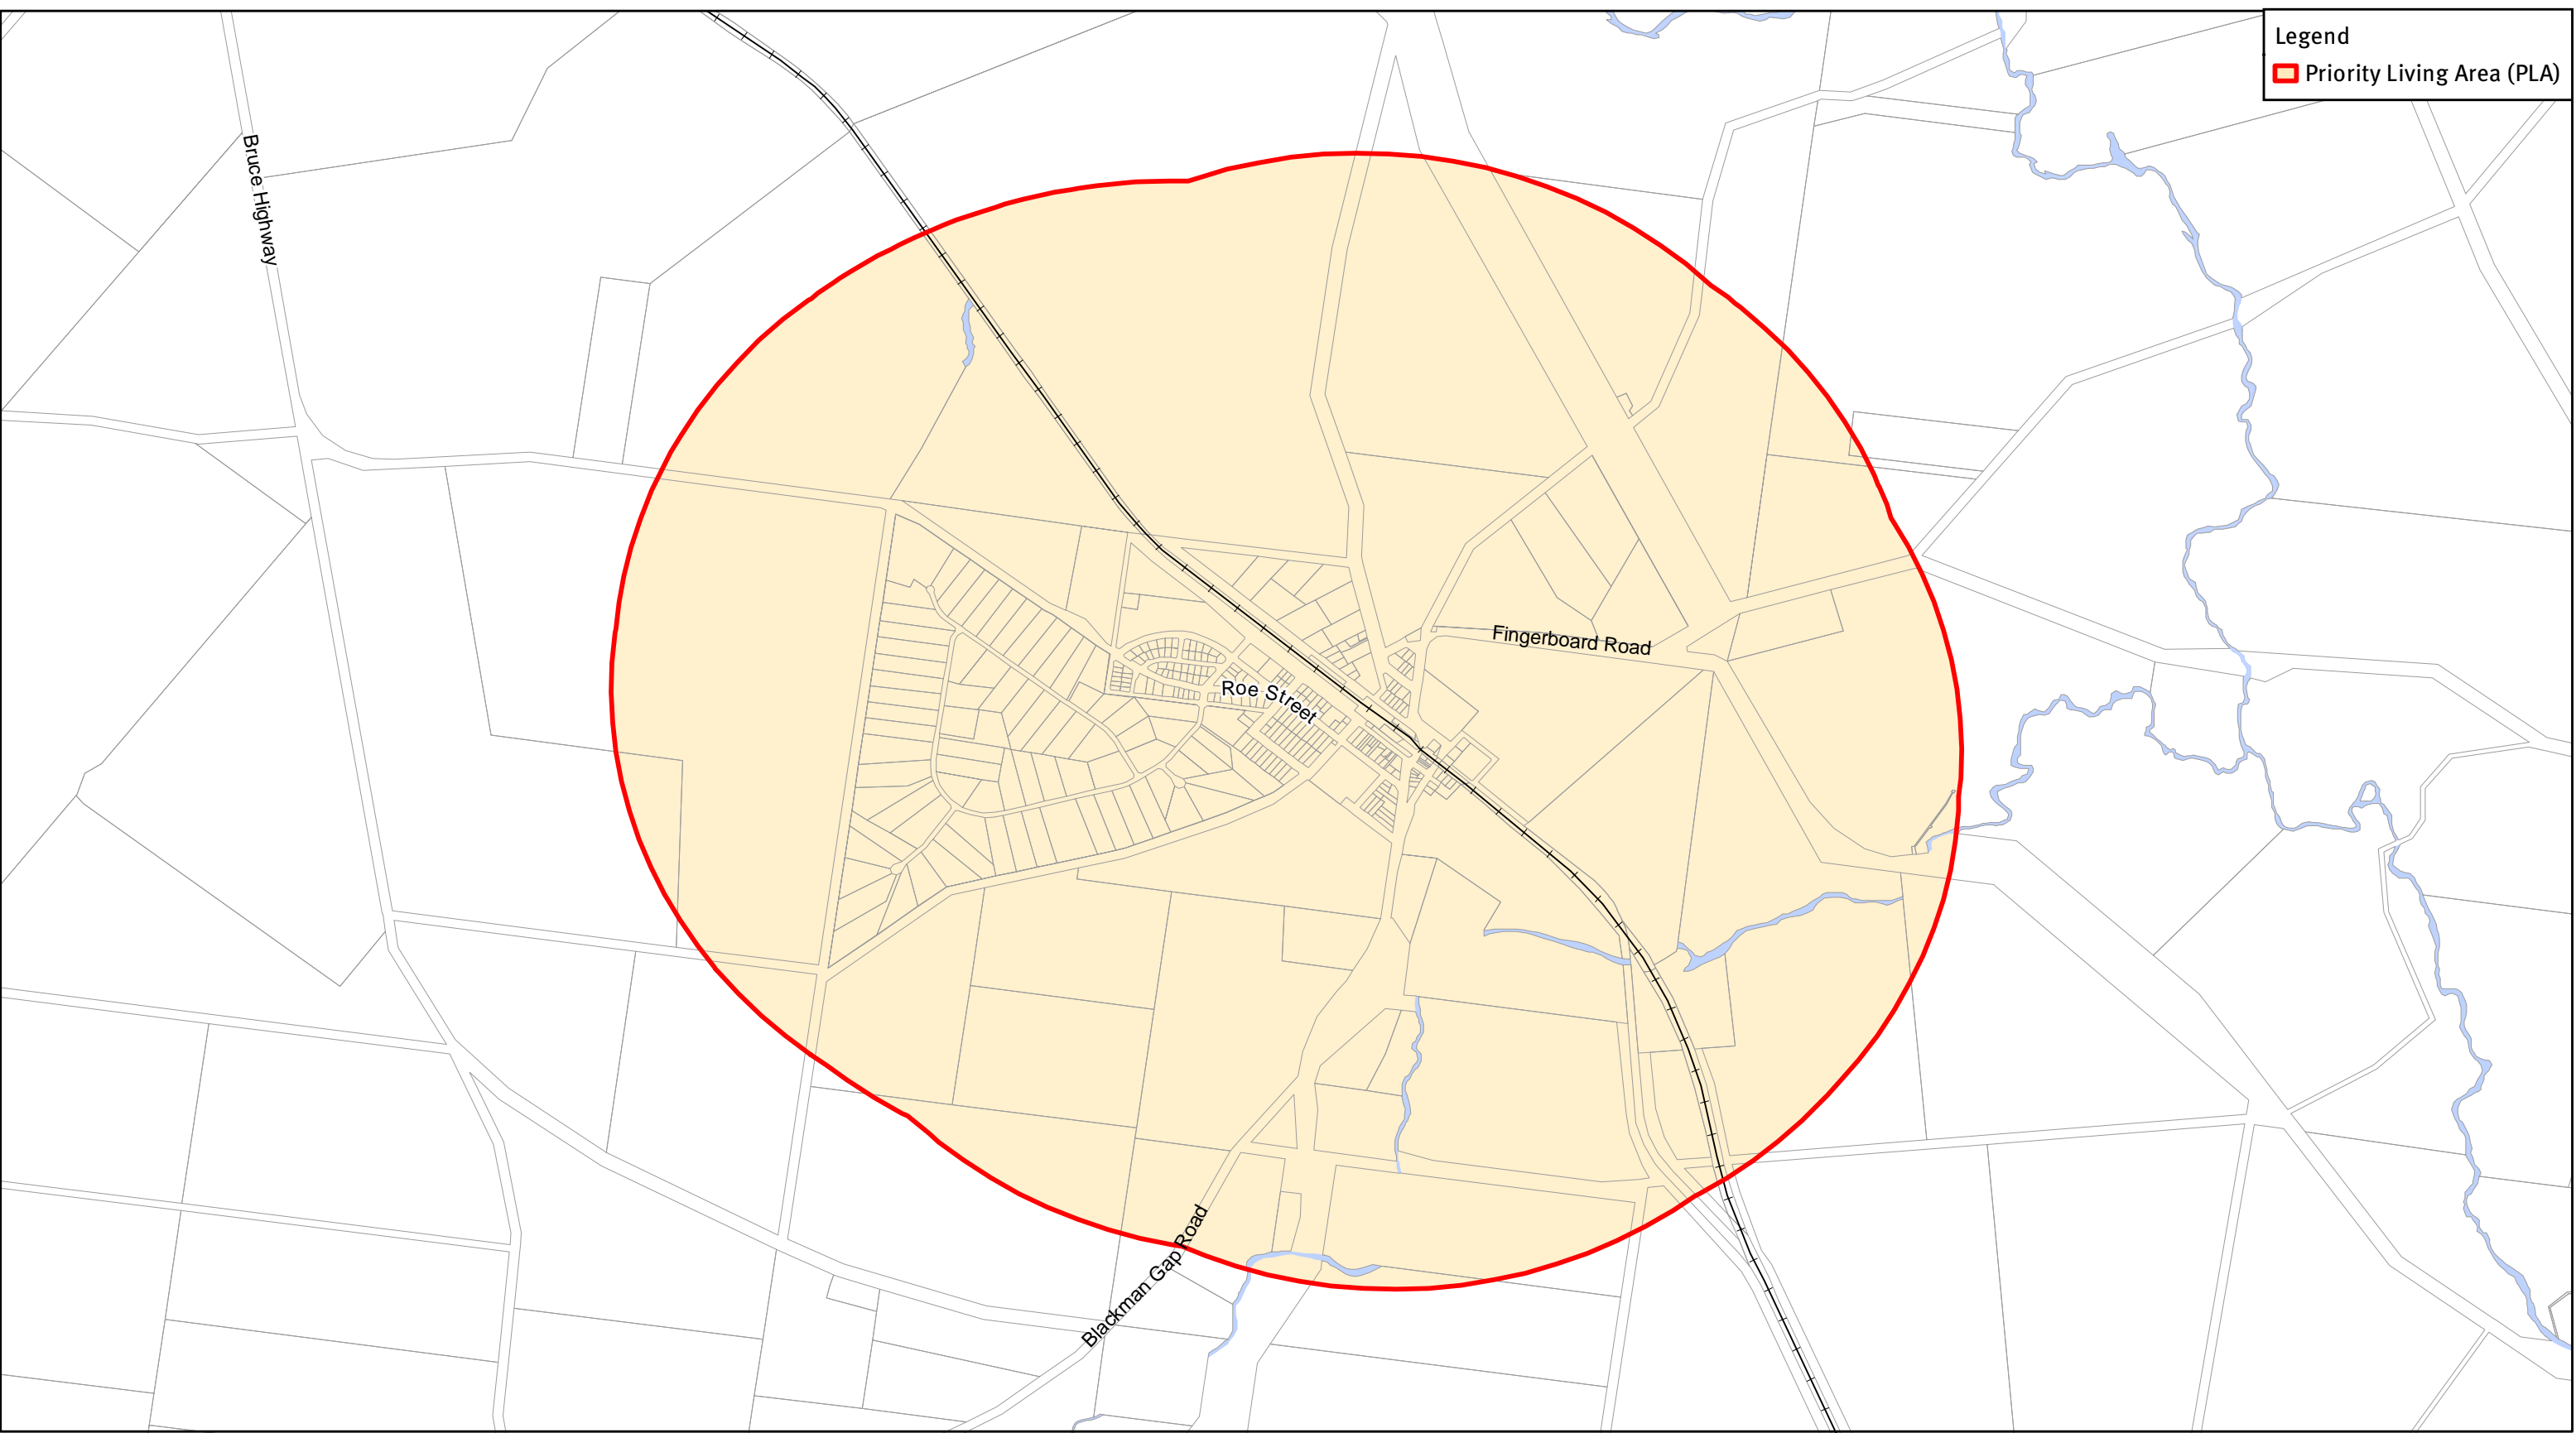 Legend
Priority Living Area (PLA)
Bruce Highway
Fingerboard Road
Roe Street
Blackman Gap Road